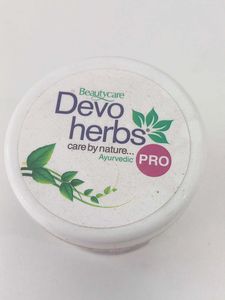 Beautycare
Devo
herbs
care by nature...
Ayurvedic
PRO